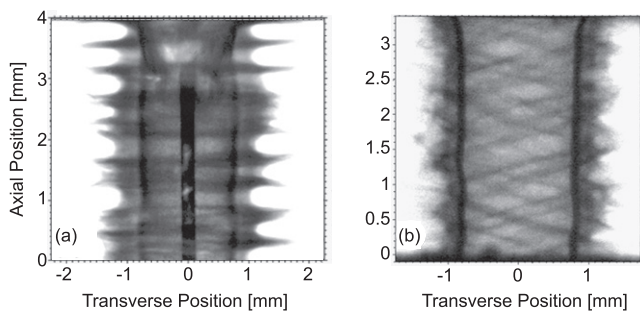 4
3
2
1
0
Axial Position [mm]
(a)
-2 -1 0 1 2
Transverse Position [mm]
3
2.5
2
1.5
1
0.5
0
(b)
-1 0 1
Transverse Position [mm]